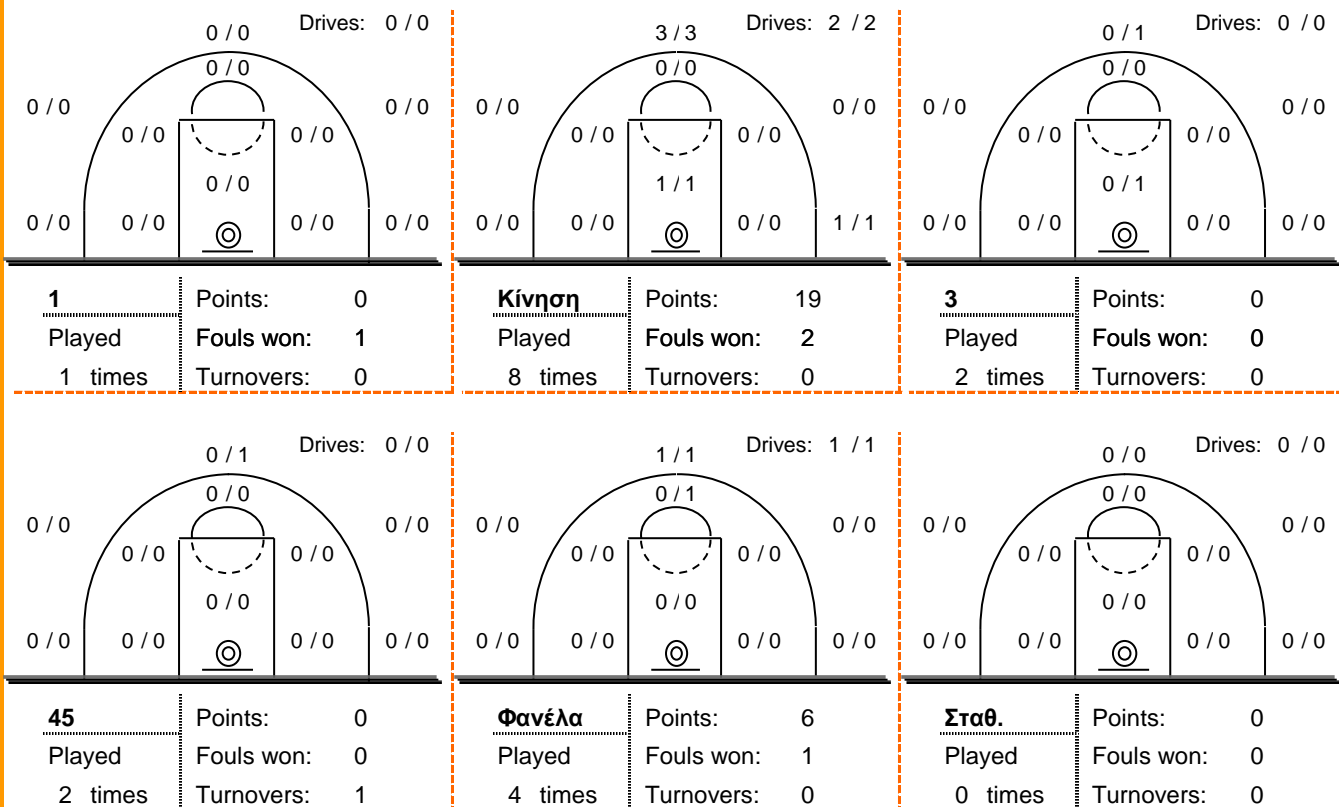 0 / 0 Drives: 0 / 0
0 / 0
0 / 0 0 / 0
0 / 0 0 / 0
0 / 0
0 / 0 0 / 0 0 / 0 0 / 0
1 Points: 0
Played Fouls won: 1
1 times Turnovers: 0
3 / 3 Drives: 2 / 2
0 / 0
0 / 0 0 / 0
0 / 0 0 / 0
1 / 1
0 / 0 0 / 0 0 / 0 1 / 1
Κίνηση Points: 19
Played Fouls won: 2
8 times Turnovers: 0
0 / 1 Drives: 0 / 0
0 / 0
0 / 0 0 / 0
0 / 0 0 / 0
0 / 1
0 / 0 0 / 0 0 / 0 0 / 0
3 Points: 0
Played Fouls won: 0
2 times Turnovers: 0
0 / 1 Drives: 0 / 0
0 / 0
0 / 0 0 / 0
0 / 0 0 / 0
0 / 0
0 / 0 0 / 0 0 / 0 0 / 0
45 Points: 0
Played Fouls won: 0
2 times Turnovers: 1
1 / 1 Drives: 1 / 1
0 / 1
0 / 0 0 / 0
0 / 0 0 / 0
0 / 0
0 / 0 0 / 0 0 / 0 0 / 0
Φανέλα Points: 6
Played Fouls won: 1
4 times Turnovers: 0
0 / 0 Drives: 0 / 0
0 / 0
0 / 0 0 / 0
0 / 0 0 / 0
0 / 0
0 / 0 0 / 0 0 / 0 0 / 0
Σταθ. Points: 0
Played Fouls won: 0
0 times Turnovers: 0